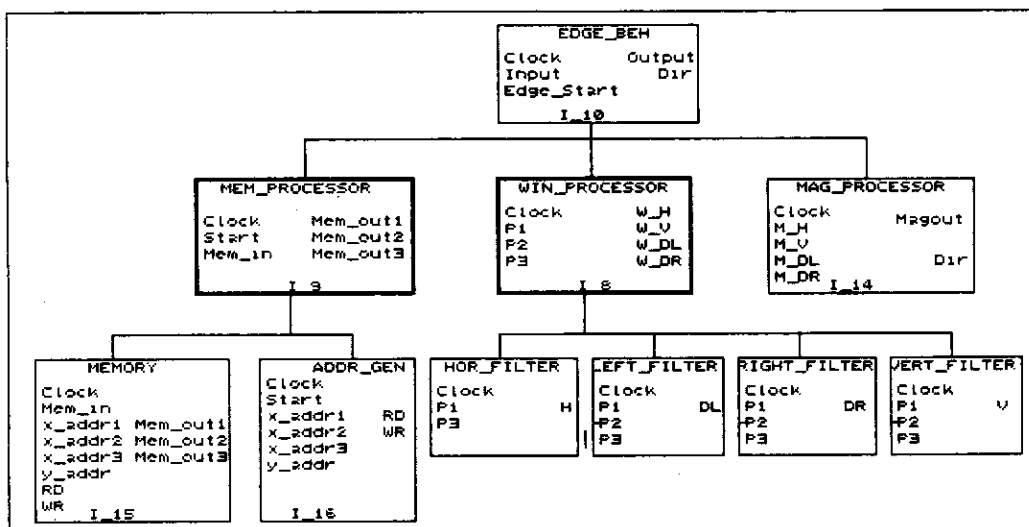 EDGE_BEH
Clock Output
Input Dir
Edge_Start
I_10
MEM_PROCESSOR
Clock Mem_out1
Start Mem_out2
Mem_in Mem_out3
I_9
WIN_PROCESSOR
Clock W_H
P1 W_V
P2 W_DL
P3 W_DR
I_8
MAG_PROCESSOR
Clock
M_H Magout
M_V
M_DL Dir
M_DR
I_14
MEMORY
Clock
Mem_in
x_addr1 Mem_out1
x_addr2 Mem_out2
x_addr3 Mem_out3
y_addr
RD
WR
I_15
ADDR_GEN
Clock
Start
x_addr1 RD
x_addr2 WR
x_addr3
y_addr
I_16
HOR_FILTER
Clock
P1 H
P3
LEFT_FILTER
Clock
P1 DL
P2
P3
RIGHT_FILTER
Clock
P1 DR
P2
P3
VERT_FILTER
Clock
P1 V
P2
P3